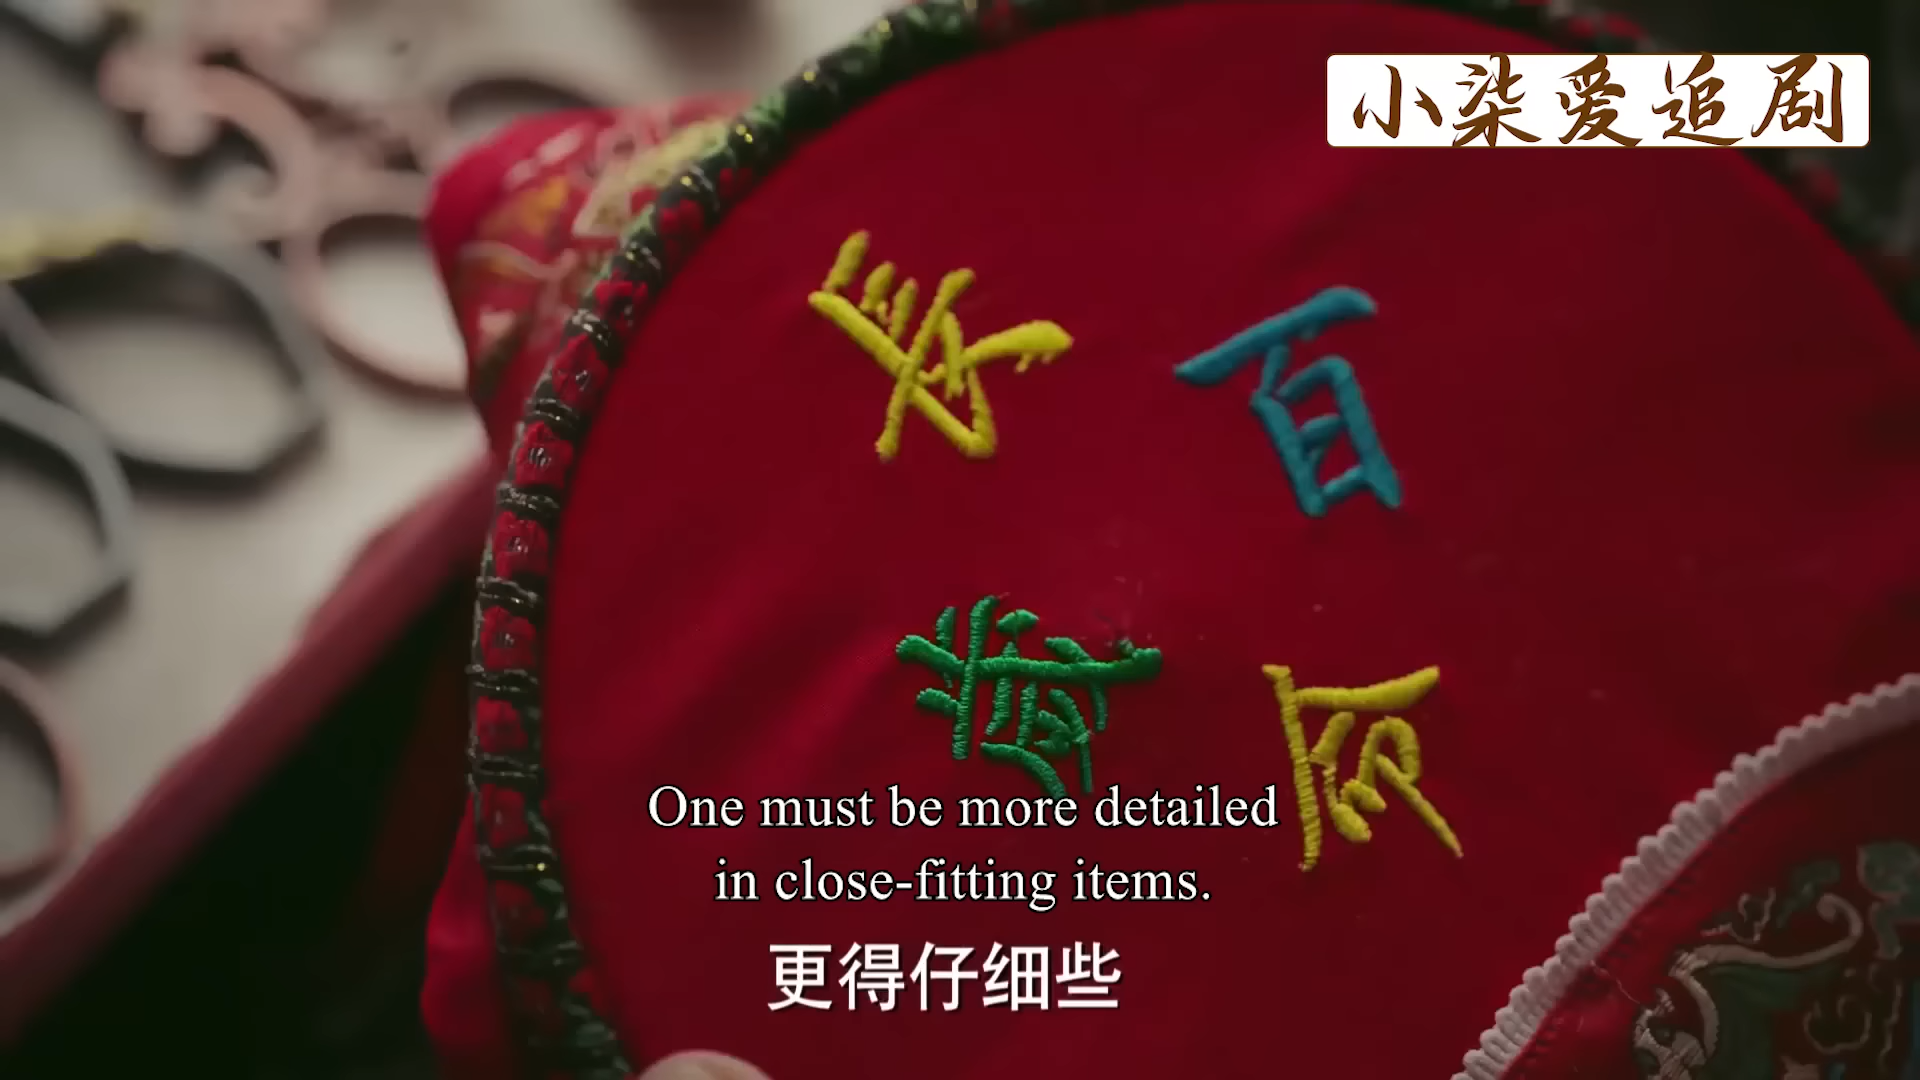 小柒爱追剧
百
One must be more detailed
in close-fitting items.
更得仔细些